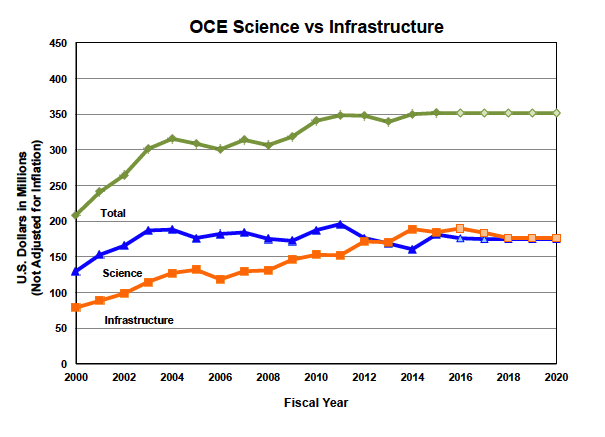 OCE Science vs Infrastructure
450
400
350
300
250
200
150
100
50
0
U.S. Dollars in Millions
(Not Adjusted for Inflation)
Total
Science
Infrastructure
2000 2002 2004 2006 2008 2010 2012 2014 2016 2018 2020
Fiscal Year